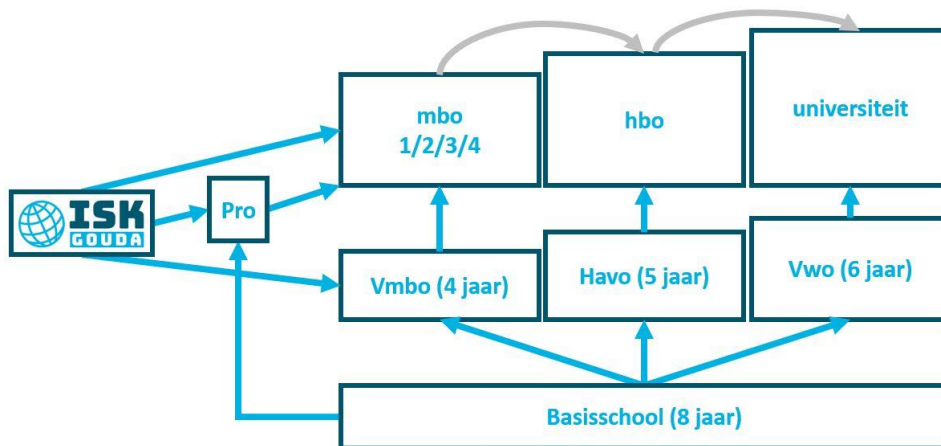 mbo
1/2/3/4
hbo
universiteit
ISK
GOUDA
Pro
Vmbo (4 jaar)
Havo (5 jaar)
Vwo (6 jaar)
Basisschool (8 jaar)